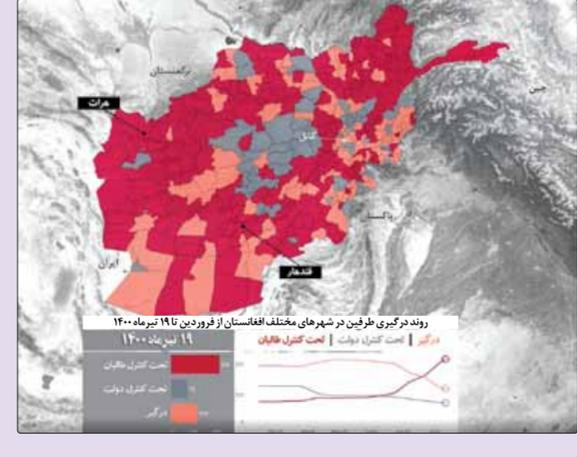 ترکمنستان
چین
هرات
کابل
پاکستان
ایران
قندهار
روند درگیری طرفین در شهرهای مختلف افغانستان از فروردین تا ۱۹ تیرماه ۱۴۰۰
۱۹ تیرماه ۱۴۰۰
درگیر | تحت کنترل دولت | تحت کنترل طالبان
تحت کنترل طالبان
تحت کنترل دولت
درگیر